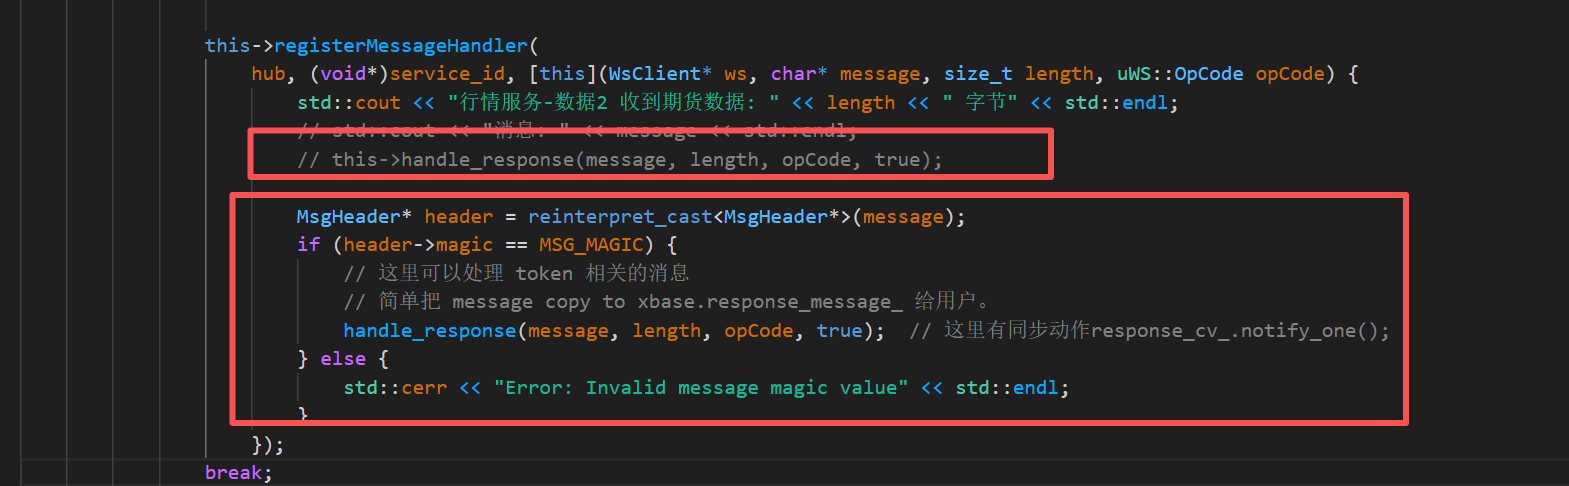 this->registerMessageHandler(
hub, (void*)service_id, [this](WsClient* ws, char* message, size_t length, uWS::OpCode opCode) {
std::cout << "行情服务-数据2 收到期货数据: " << length << " 字节" << std::endl;
// std::cout << "消息: " << message << std::endl;
// this->handle_response(message, length, opCode, true);
MsgHeader* header = reinterpret_cast<MsgHeader*>(message);
if (header->magic == MSG_MAGIC) {
// 这里可以处理 token 相关的消息
// 简单把 message copy to xbase.response_message_ 给用户。
handle_response(message, length, opCode, true);  // 这里有同步动作response_cv_.notify_one();
} else {
std::cerr << "Error: Invalid message magic value" << std::endl;
}
});
break;